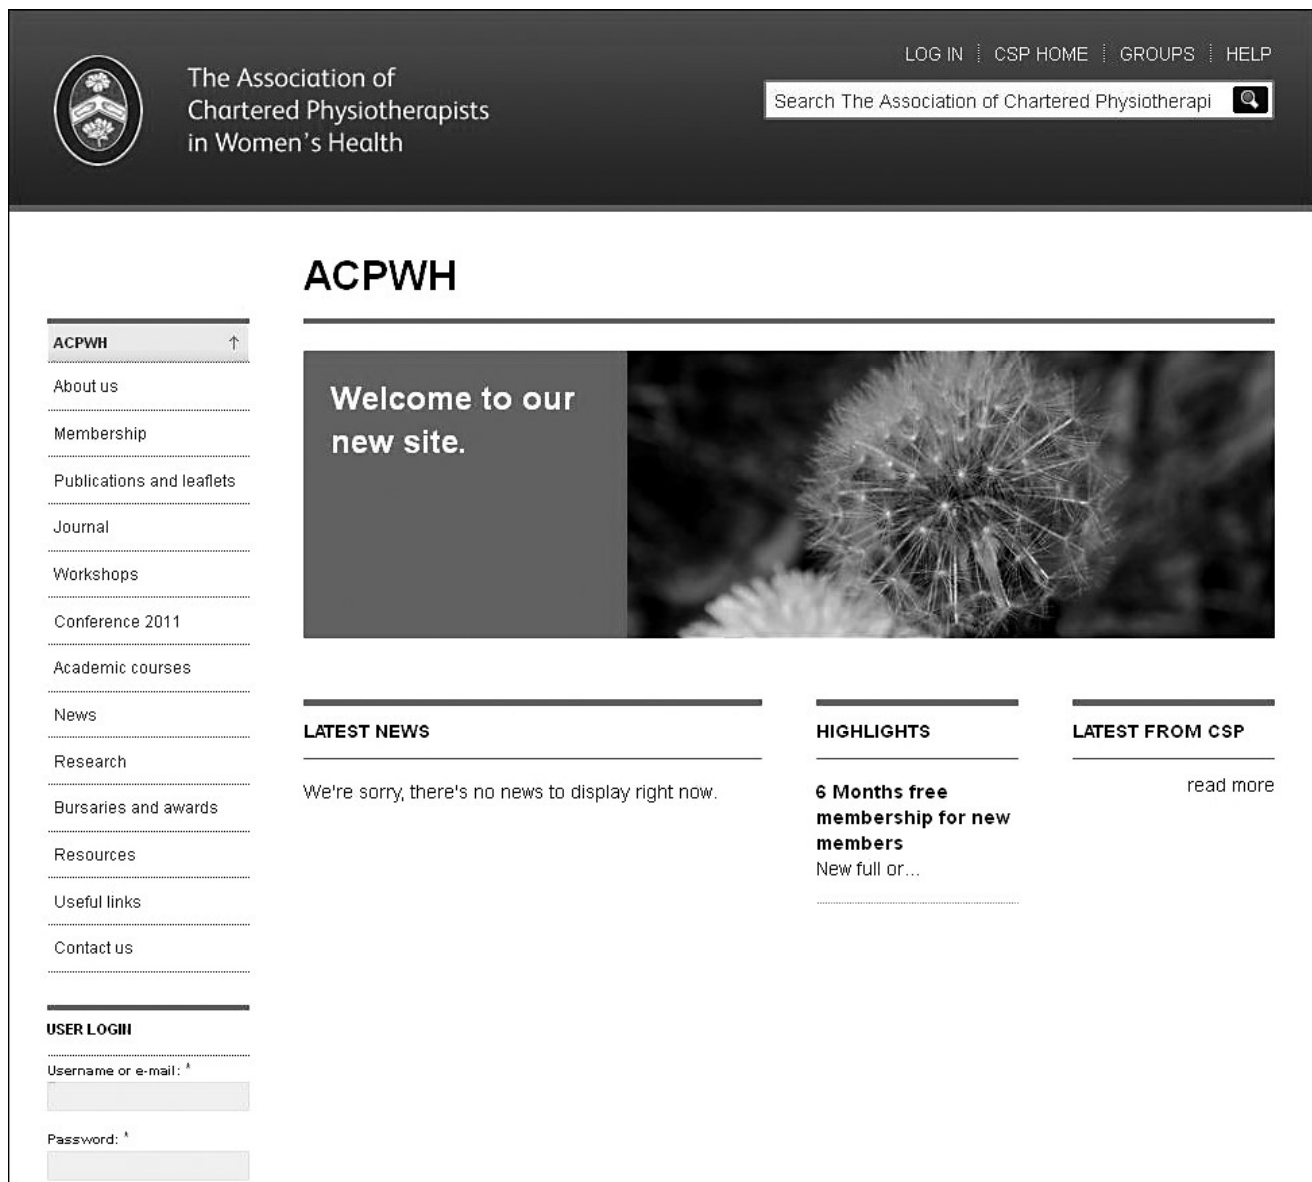 The Association of
Chartered Physiotherapists
in Women's Health
LOG IN
CSP HOME
GROUPS
HELP
Search The Association of Chartered Physiotherapi
ACPWH
ACPWH ↑
About us
Membership
Publications and leaflets
Journal
Workshops
Conference 2011
Academic courses
News
Research
Bursaries and awards
Resources
Useful links
Contact us
USER LOGIN
Username or e-mail: *
Password: *
Welcome to our
new site.
LATEST NEWS
We're sorry, there's no news to display right now.
HIGHLIGHTS
6 Months free
membership for new
members
New full or...
LATEST FROM CSP
read more